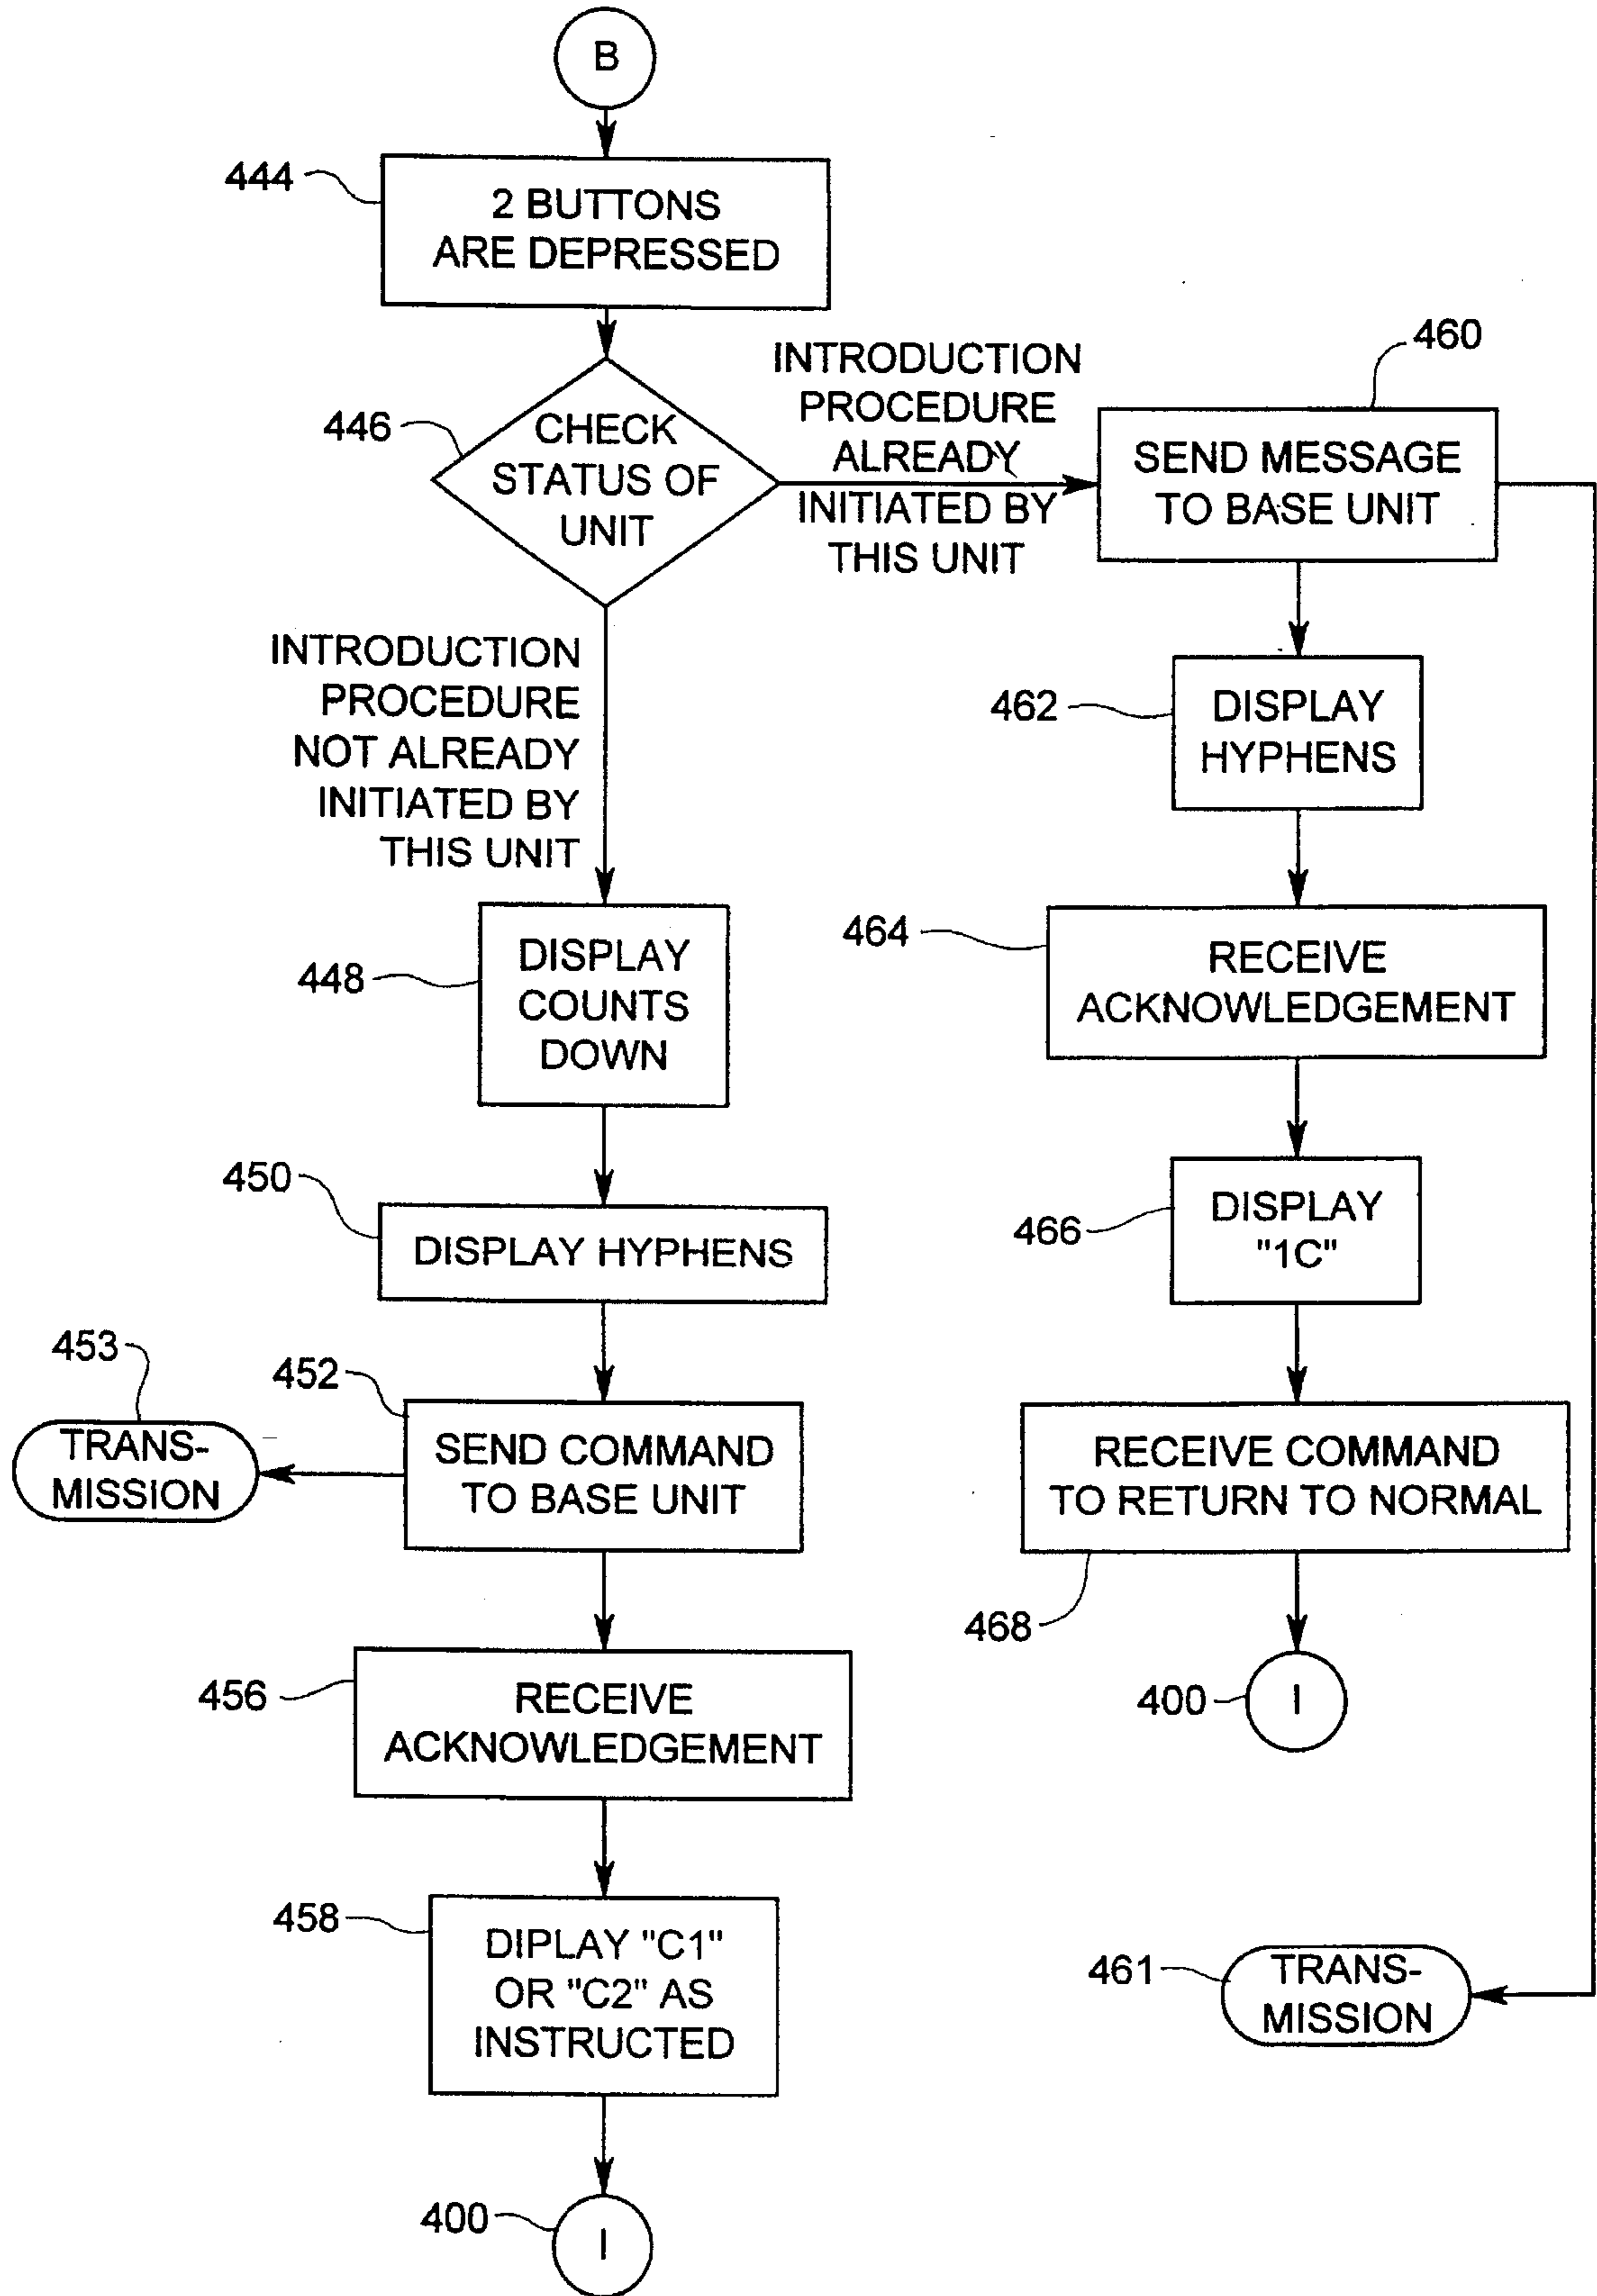 B
444
2 BUTTONS
ARE DEPRESSED
446
CHECK
STATUS OF
UNIT
INTRODUCTION
PROCEDURE
ALREADY
INITIATED BY
THIS UNIT
460
SEND MESSAGE
TO BASE UNIT
INTRODUCTION
PROCEDURE
NOT ALREADY
INITIATED BY
THIS UNIT
462
DISPLAY
HYPHENS
448
DISPLAY
COUNTS
DOWN
464
RECEIVE
ACKNOWLEDGEMENT
450
DISPLAY HYPHENS
466
DISPLAY
"1C"
453
TRANS-
MISSION
452
SEND COMMAND
TO BASE UNIT
RECEIVE COMMAND
TO RETURN TO NORMAL
468
456
RECEIVE
ACKNOWLEDGEMENT
400
I
458
DIPLAY "C1"
OR "C2" AS
INSTRUCTED
461
TRANS-
MISSION
400
I